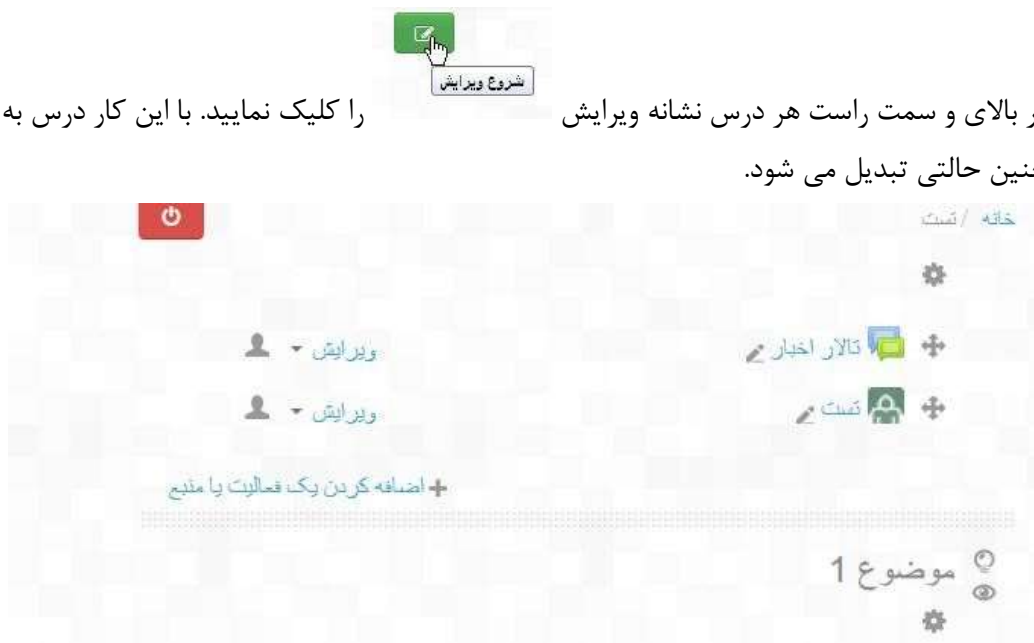 شروع ویرایش
ر بالای و سمت راست هر درس نشانه ویرایش را کلیک نمایید. با این کار درس به
چنین حالتی تبدیل می شود.
خانه / تست
تالار اخبار ویرایش
تست ویرایش
اضافه کردن یک فعالیت یا منبع
موضوع 1